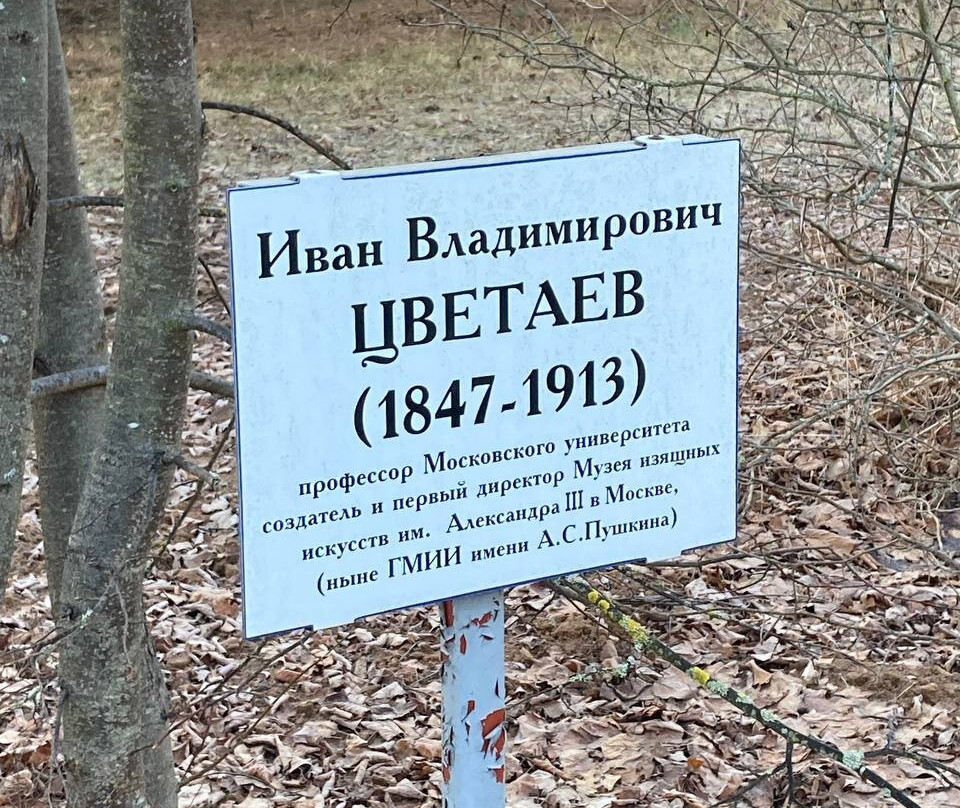 Иван Владимирович
ЦВЕТАЕВ
(1847-1913)
профессор Московского университета
создатель и первый директор Музея изящных
искусств им. Александра III в Москве,
(ныне ГМИИ имени А.С.Пушкина)